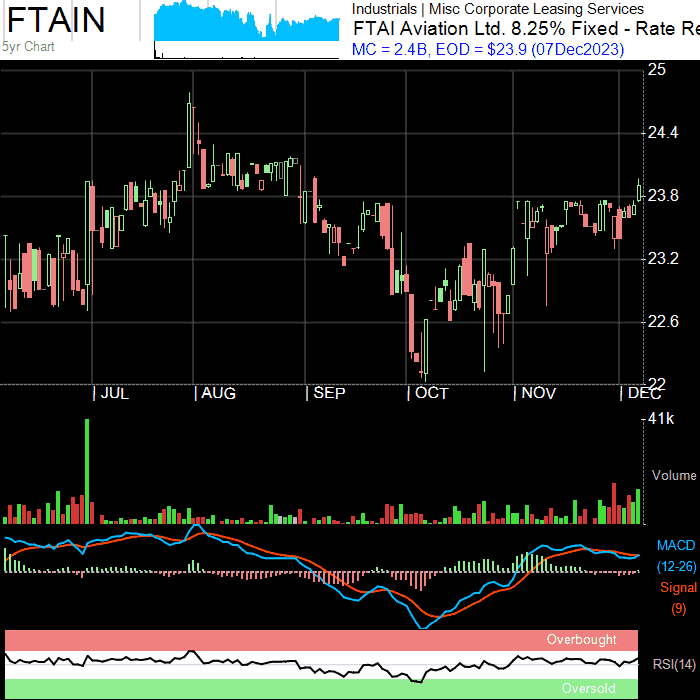 FTAIN
5yr Chart
Industrials | Misc Corporate Leasing Services
FTAI Aviation Ltd. 8.25% Fixed - Rate Re
MC = 2.4B, EOD = $23.9 (07Dec2023)
25
24.4
23.8
23.2
22.6
22
| JUL | AUG | SEP | OCT | NOV | DEC
41k
Volume
MACD
(12-26)
Signal
(9)
Overbought
RSI(14)
Oversold